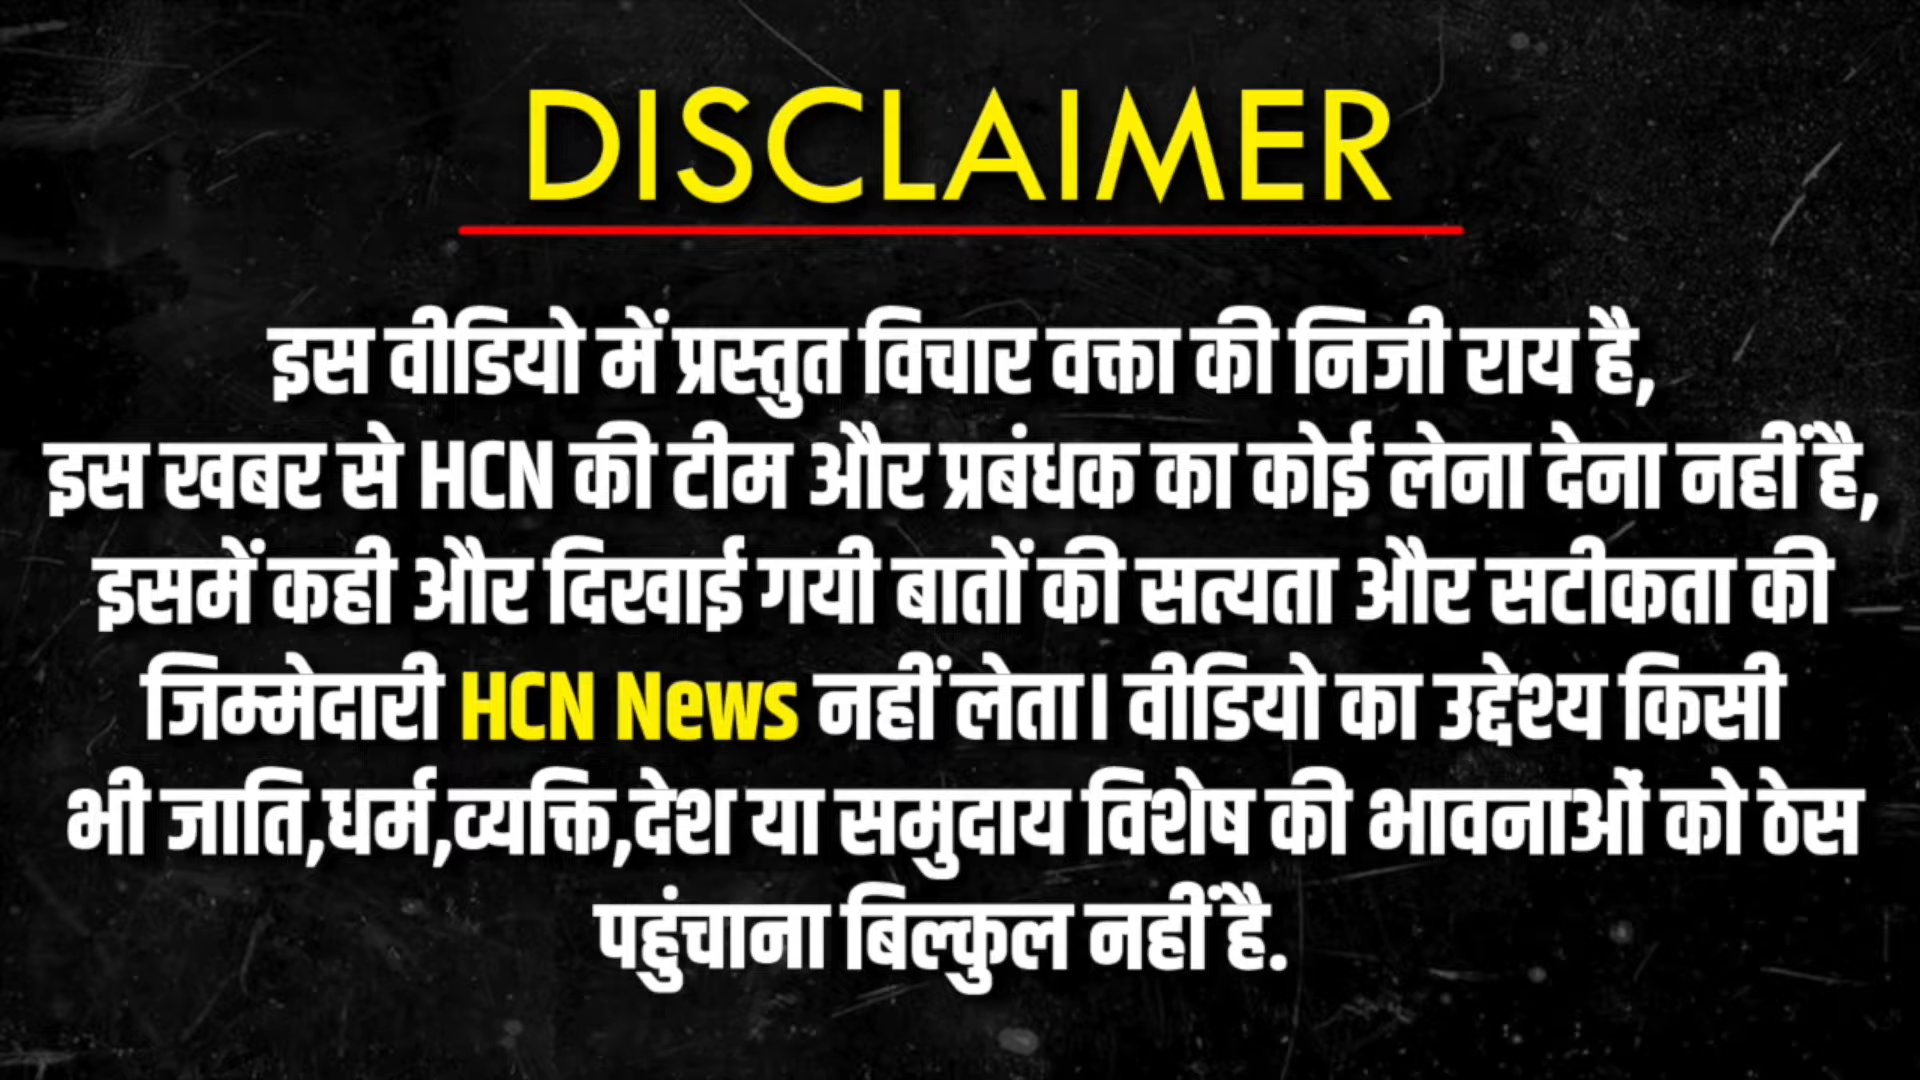 DISCLAIMER
इस वीडियो में प्रस्तुत विचार वक्ता की निजी राय है,
इस खबर से HCN की टीम और प्रबंधक का कोई लेना देना नहीं है,
इसमें कही और दिखाई गयी बातों की सत्यता और सटीकता की
जिम्मेदारी HCN News नहीं लेता। वीडियो का उद्देश्य किसी
भी जाति,धर्म,व्यक्ति,देश या समुदाय विशेष की भावनाओं को ठेस
पहुंचाना बिल्कुल नहीं है.